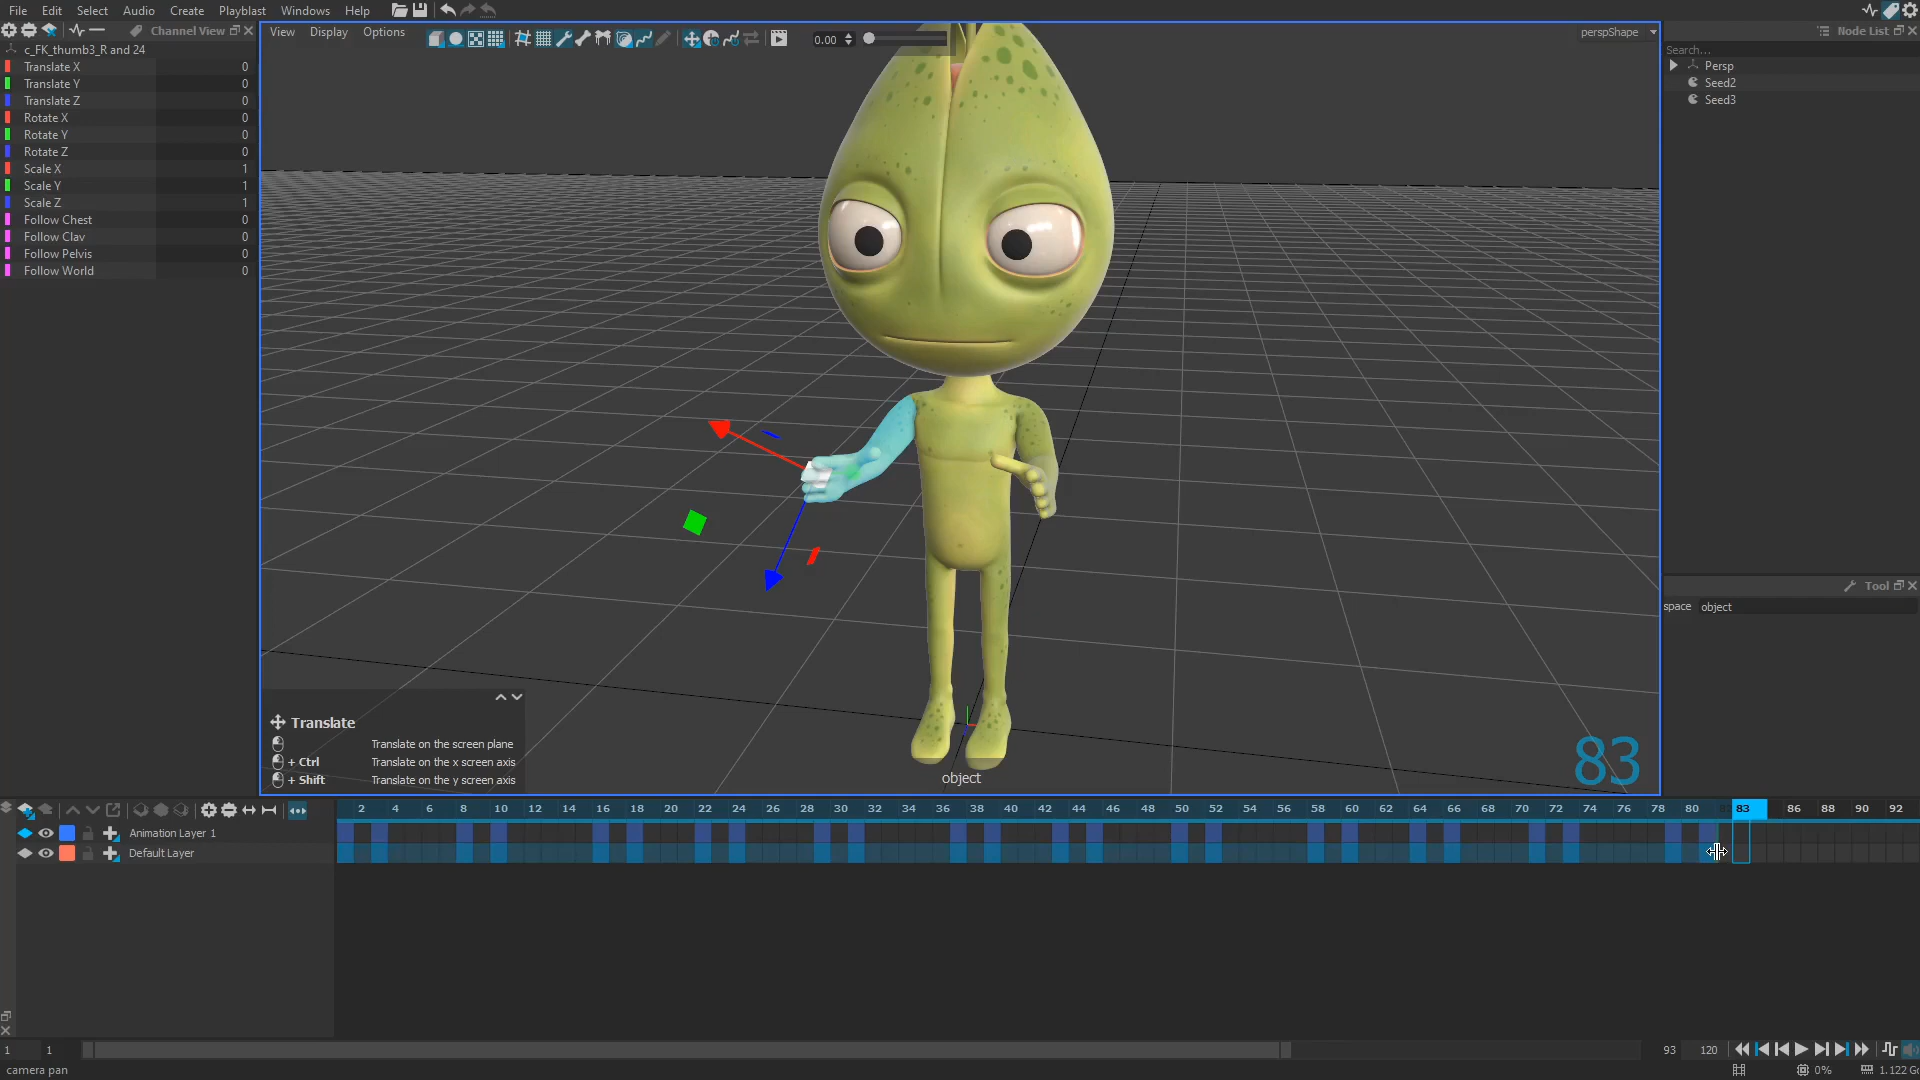 File Edit Select Audio Create Playblast Windows Help
Channel View
c_FK_thumb3_R and 24
Translate X 0
Translate Y 0
Translate Z 0
Rotate X 0
Rotate Y 0
Rotate Z 0
Scale X 1
Scale Y 1
Scale Z 1
Follow Chest 0
Follow Clav 0
Follow Pelvis 0
Follow World 0
View Display Options
0.00
perspShape
Node List
Search...
Persp
Seed2
Seed3
Tool
space object
Translate
Translate on the screen plane
+ Ctrl Translate on the x screen axis
+ Shift Translate on the y screen axis
object
83
2 4 6 8 10 12 14 16 18 20 22 24 26 28 30 32 34 36 38 40 42 44 46 48 50 52 54 56 58 60 62 64 66 68 70 72 74 76 78 80 83 86 88 90 92
Animation Layer 1
Default Layer
1 1 93 120
camera pan
0% 1.122 G